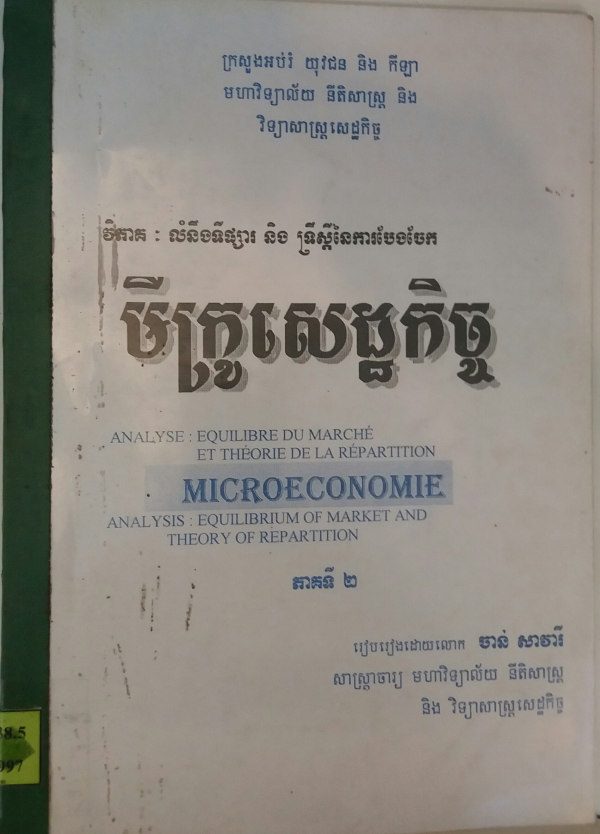 ក្រសួងអប់រំ យុវជន និង កីឡា
មហាវិទ្យាល័យ នីតិសាស្ត្រ និង
វិទ្យាសាស្ត្រសេដ្ឋកិច្ច
វិភាគ : លំនឹងទីផ្សារ និង ទ្រឹស្តីនៃការបែងចែក
មីក្រូសេដ្ឋកិច្ច
ANALYSE : EQUILIBRE DU MARCHÉ
ET THÉORIE DE LA RÉPARTITION
MICROECONOMIE
ANALYSIS : EQUILIBRIUM OF MARKET AND
THEORY OF REPARTITION
ភាគទី ២
រៀបរៀងដោយលោក ចាន់ សាវារី
សាស្ត្រាចារ្យ មហាវិទ្យាល័យ នីតិសាស្ត្រ
និង វិទ្យាសាស្ត្រសេដ្ឋកិច្ច
8.5
097